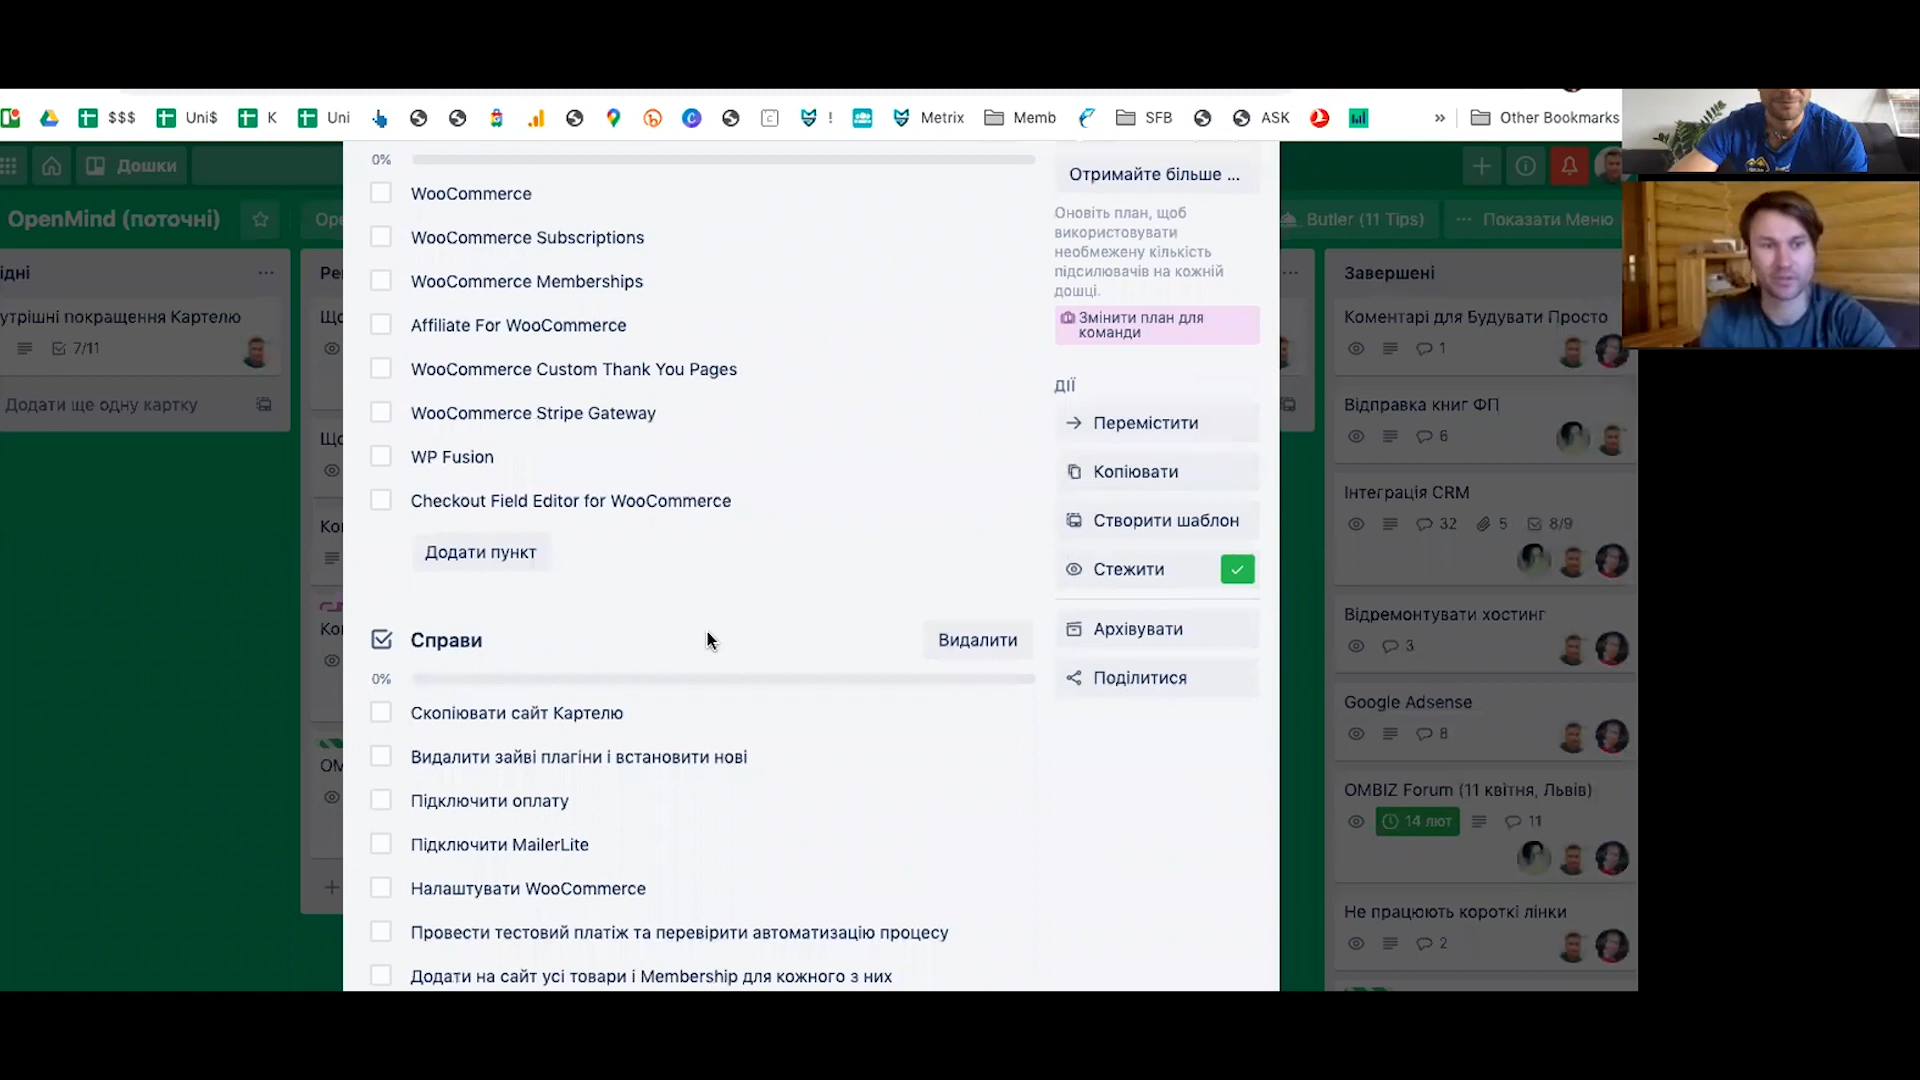 $$$
Uni$
K
Uni
!
Metrix
Memb
SFB
ASK
»
Other Bookmarks
Дошки
OpenMind (поточні)
Butler (11 Tips)
Показати Меню
ідні
утрішні покращення Картелю
7/11
Додати ще одну картку
0%
WooCommerce
WooCommerce Subscriptions
WooCommerce Memberships
Affiliate For WooCommerce
WooCommerce Custom Thank You Pages
WooCommerce Stripe Gateway
WP Fusion
Checkout Field Editor for WooCommerce
Додати пункт
Справи
Видалити
0%
Скопіювати сайт Картелю
Видалити зайві плагіни і встановити нові
Підключити оплату
Підключити MailerLite
Налаштувати WooCommerce
Провести тестовий платіж та перевірити автоматизацію процесу
Додати на сайт усі товари і Membership для кожного з них
Отримайте більше ...
Оновіть план, щоб
використовувати
необмежену кількість
підсилювачів на кожній
дошці.
Змінити план для
команди
ДІЇ
Перемістити
Копіювати
Створити шаблон
Стежити
Архівувати
Поділитися
Завершені
Коментарі для Будувати Просто
1
Відправка книг ФП
6
Інтеграція CRM
32 5 8/9
Відремонтувати хостинг
3
Google Adsense
8
OMBIZ Forum (11 квітня, Львів)
14 лют 11
Не працюють короткі лінки
2